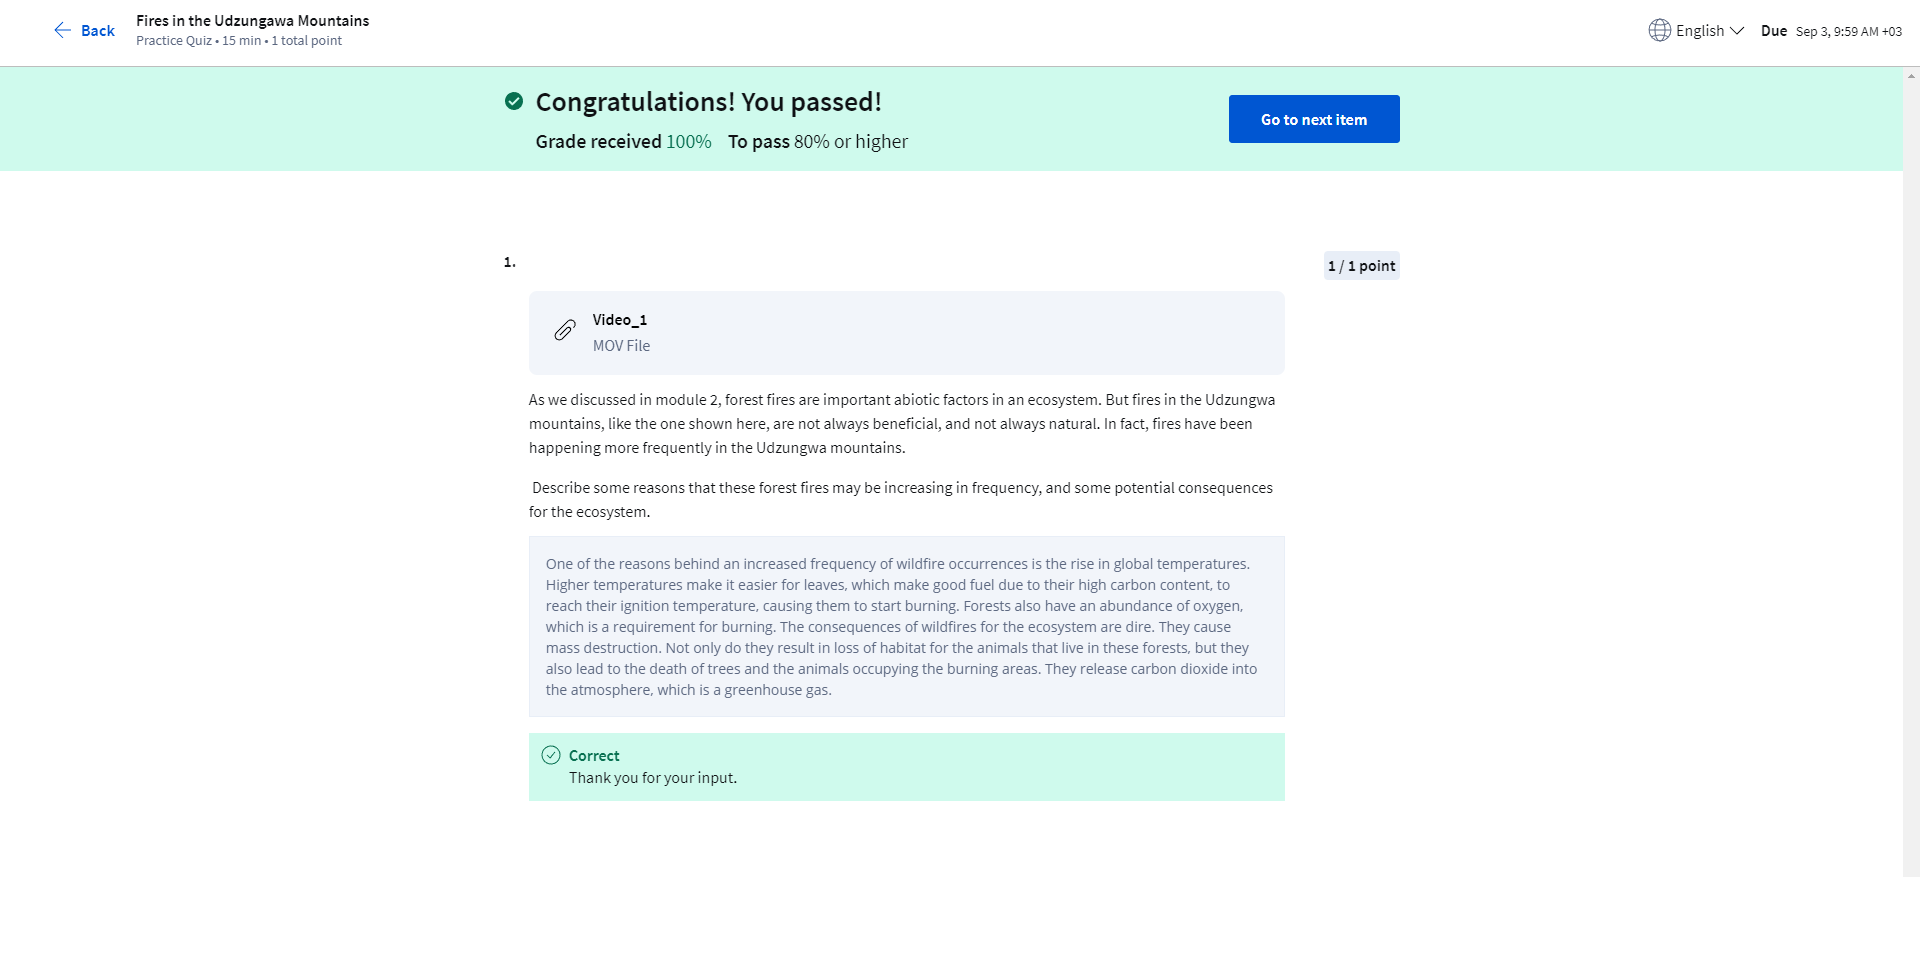 Back
Fires in the Udzungawa Mountains
Practice Quiz • 15 min • 1 total point
English
Due Sep 3, 9:59 AM +03
Congratulations! You passed!
Grade received 100% To pass 80% or higher
Go to next item
1.
1 / 1 point
Video_1
MOV File
As we discussed in module 2, forest fires are important abiotic factors in an ecosystem. But fires in the Udzungwa
mountains, like the one shown here, are not always beneficial, and not always natural. In fact, fires have been
happening more frequently in the Udzungwa mountains.
Describe some reasons that these forest fires may be increasing in frequency, and some potential consequences
for the ecosystem.
One of the reasons behind an increased frequency of wildfire occurrences is the rise in global temperatures.
Higher temperatures make it easier for leaves, which make good fuel due to their high carbon content, to
reach their ignition temperature, causing them to start burning. Forests also have an abundance of oxygen,
which is a requirement for burning. The consequences of wildfires for the ecosystem are dire. They cause
mass destruction. Not only do they result in loss of habitat for the animals that live in these forests, but they
also lead to the death of trees and the animals occupying the burning areas. They release carbon dioxide into
the atmosphere, which is a greenhouse gas.
Correct
Thank you for your input.